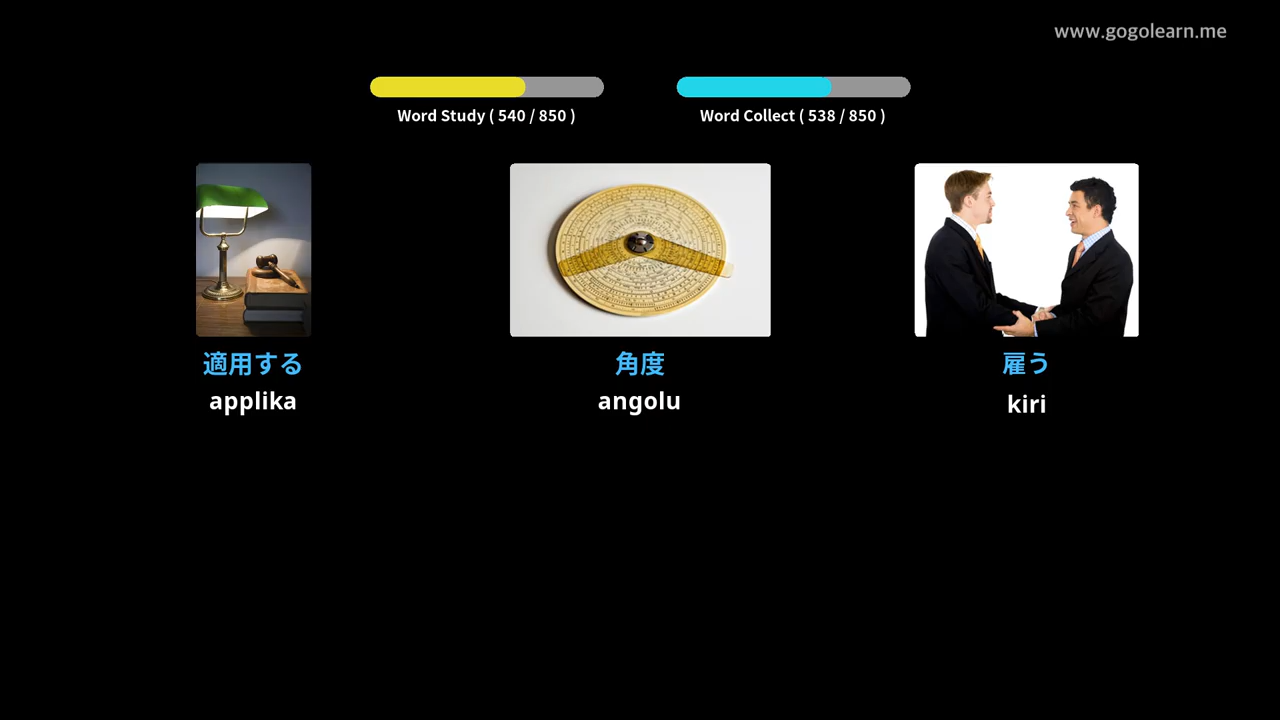 www.gogolearn.me
Word Study ( 540 / 850 )
Word Collect ( 538 / 850 )
適用する
applika
角度
angolu
雇う
kiri